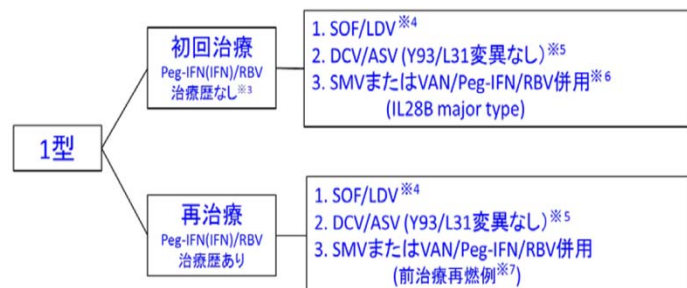 1型
初回治療
Peg-IFN(IFN)/RBV
治療歴なし※3
1. SOF/LDV※4
2. DCV/ASV (Y93/L31変異なし)※5
3. SMVまたはVAN/Peg-IFN/RBV併用※6
(IL28B major type)
再治療
Peg-IFN(IFN)/RBV
治療歴あり
1. SOF/LDV※4
2. DCV/ASV (Y93/L31変異なし)※5
3. SMVまたはVAN/Peg-IFN/RBV併用
(前治療再燃例※7)